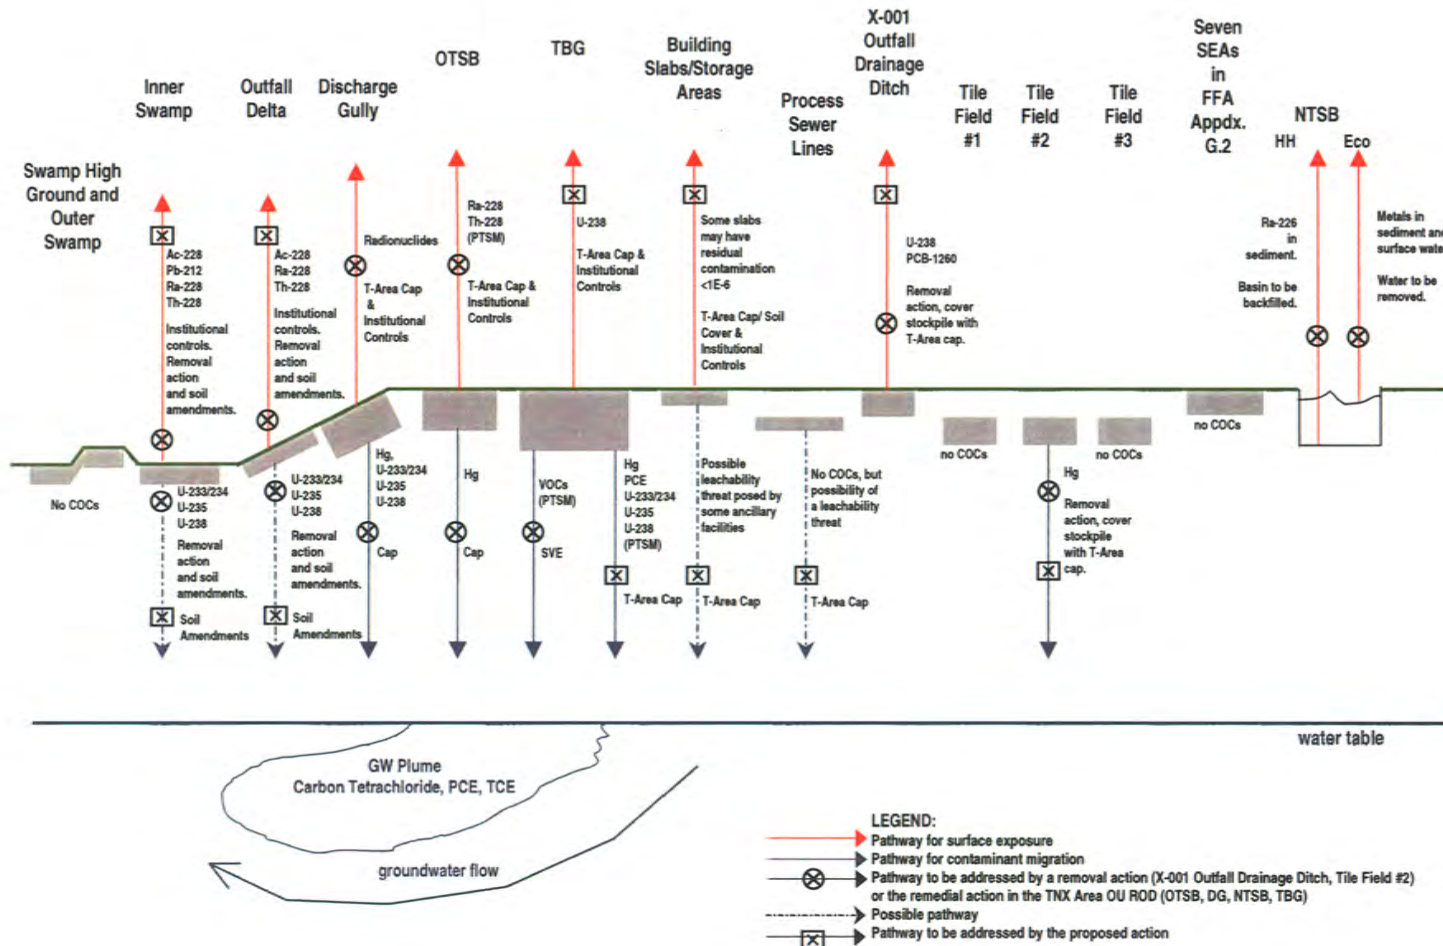 Swamp High
Ground and
Outer
Swamp
Inner
Swamp
Outfall
Delta
Discharge
Gully
OTSB
TBG
Building
Slabs/Storage
Areas
Process
Sewer
Lines
X-001
Outfall
Drainage
Ditch
Tile
Field
#1
Tile
Field
#2
Tile
Field
#3
Seven
SEAs
in
FFA
Appdx.
G.2
NTSB
HH
Eco
Ac-228
Pb-212
Ra-228
Th-228
Institutional
controls.
Removal
action
and soil
amendments.
Ac-228
Ra-228
Th-228
Institutional
controls.
Removal
action
and soil
amendments.
Radionuclides
T-Area Cap
&
Institutional
Controls
Ra-228
Th-228
(PTSM)
T-Area Cap &
Institutional
Controls
U-238
T-Area Cap &
Institutional
Controls
Some slabs
may have
residual
contamination
<1E-6
T-Area Cap/ Soil
Cover &
Institutional
Controls
U-238
PCB-1260
Removal
action, cover
stockpile with
T-Area cap.
Ra-226
in
sediment.
Basin to be
backfilled.
Metals in
sediment and
surface water
Water to be
removed.
No COCs
U-233/234
U-235
U-238
Removal
action
and soil
amendments.
Soil
Amendments
U-233/234
U-235
U-238
Removal
action
and soil
amendments.
Soil
Amendments
Hg,
U-233/234
U-235
U-238
Cap
Hg
Cap
VOCs
(PTSM)
SVE
Hg
PCE
U-233/234
U-235
U-238
(PTSM)
T-Area Cap
Possible
leachability
threat posed by
some ancillary
facilities
T-Area Cap
No COCs, but
possibility of
a leachability
threat
T-Area Cap
no COCs
Hg
Removal
action, cover
stockpile
with T-Area
cap.
no COCs
no COCs
water table
GW Plume
Carbon Tetrachloride, PCE, TCE
groundwater flow
LEGEND:
Pathway for surface exposure
Pathway for contaminant migration
Pathway to be addressed by a removal action (X-001 Outfall Drainage Ditch, Tile Field #2)
or the remedial action in the TNX Area OU ROD (OTSB, DG, NTSB, TBG)
Possible pathway
Pathway to be addressed by the proposed action